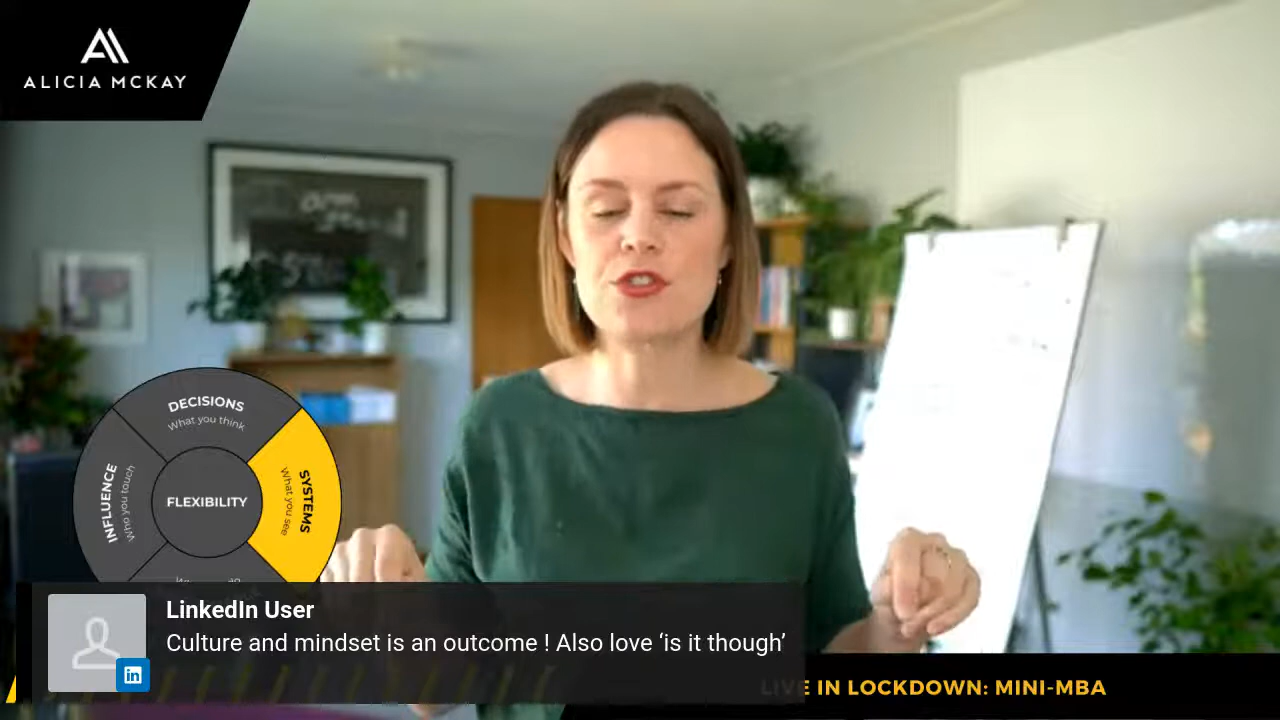 ALICIA MCKAY
DECISIONS
What you think
SYSTEMS
What you see
INFLUENCE
Who you touch
FLEXIBILITY
LinkedIn User
Culture and mindset is an outcome ! Also love ‘is it though’
in
LIVE IN LOCKDOWN: MINI-MBA